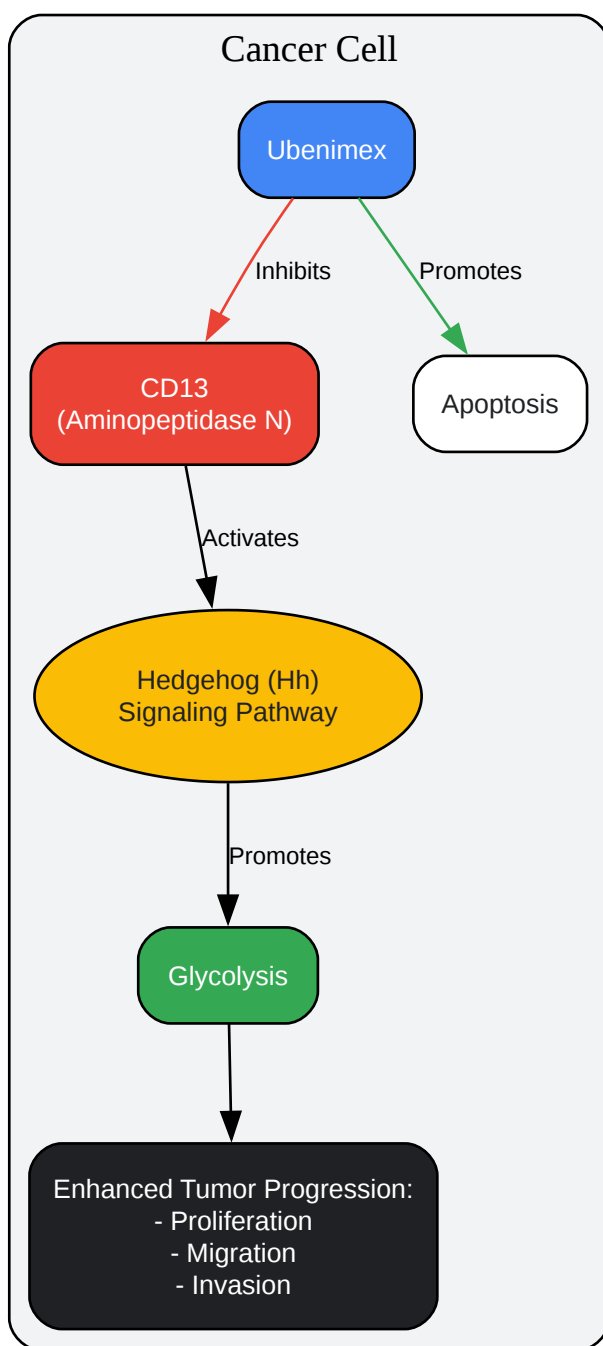 Cancer Cell
Ubenimex
Inhibits
Promotes
CD13
(Aminopeptidase N)
Apoptosis
Activates
Hedgehog (Hh)
Signaling Pathway
Promotes
Glycolysis
Enhanced Tumor Progression:
- Proliferation
- Migration
- Invasion